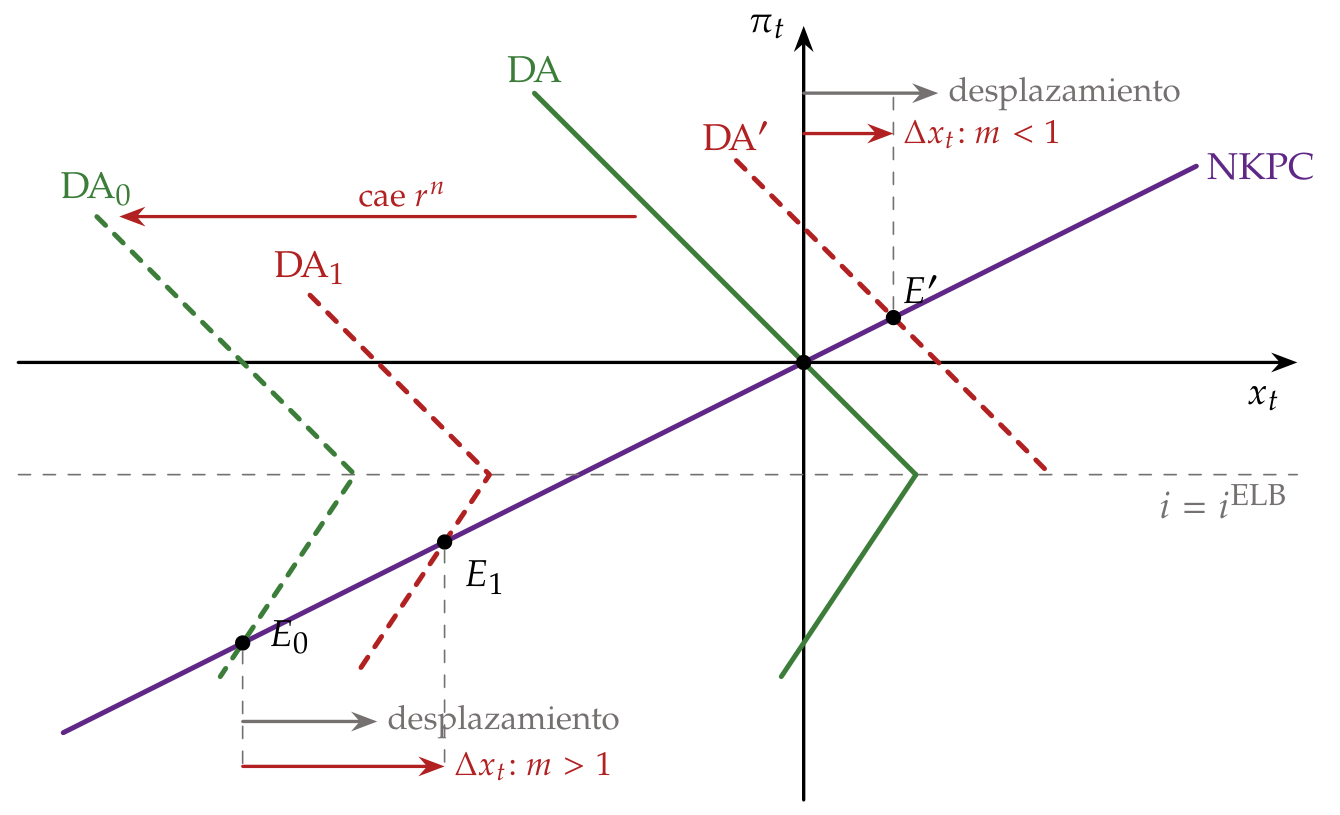 π_t
DA
desplazamiento
DA′
Δx_t: m < 1
NKPC
DA_0
cae r^n
DA_1
E′
x_t
i = i^ELB
E_1
E_0
desplazamiento
Δx_t: m > 1